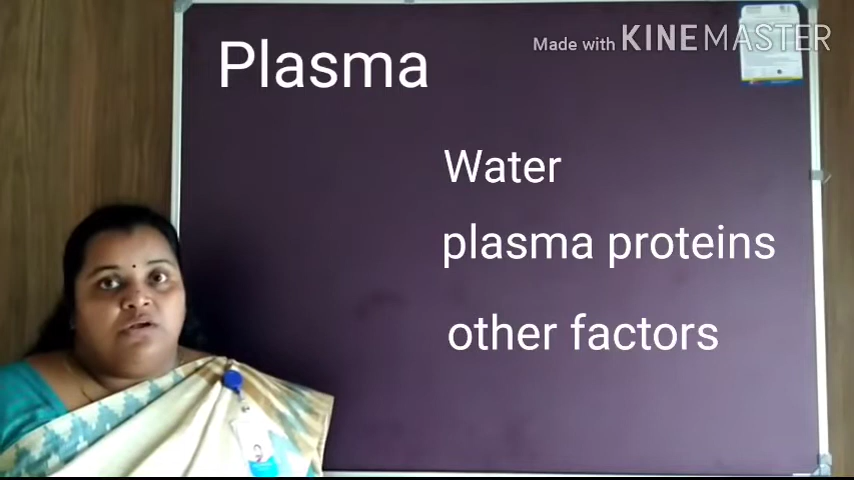 Made with KINEMASTER
Plasma
Water
plasma proteins
other factors